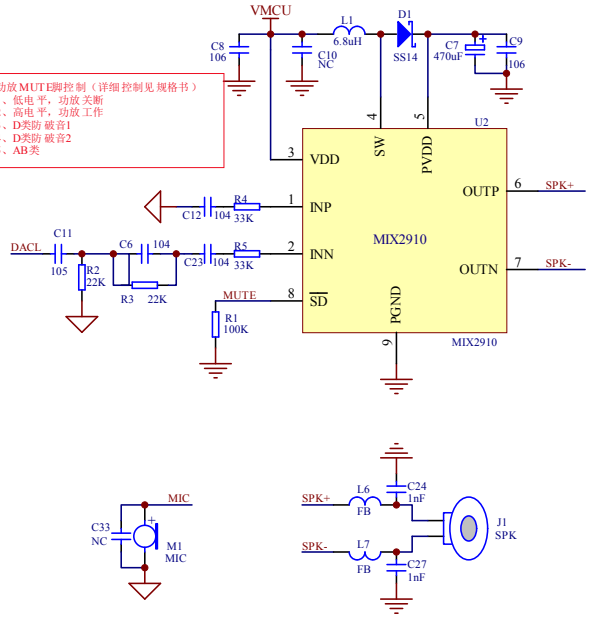 VMCU
L1
6.8uH
D1
SS14
C8
106
C10
NC
C7
470uF
+
C9
106
功放MUTE脚控制（详细控制见规格书）
、低电平，功放关断
、高电平，功放工作
、D类防破音1
、D类防破音2
、AB类
4
5
U2
SW
PVDD
3
VDD
OUTP
6
SPK+
C12
104
R4
33K
1
INP
MIX2910
DACL
C11
105
R2
22K
C6
104
R3
22K
C23
104
R5
33K
2
INN
OUTN
7
SPK-
MUTE
8
SD
R1
100K
PGND
9
MIX2910
MIC
C33
NC
+
M1
MIC
SPK+
L6
FB
C24
1nF
J1
SPK
SPK-
L7
FB
C27
1nF